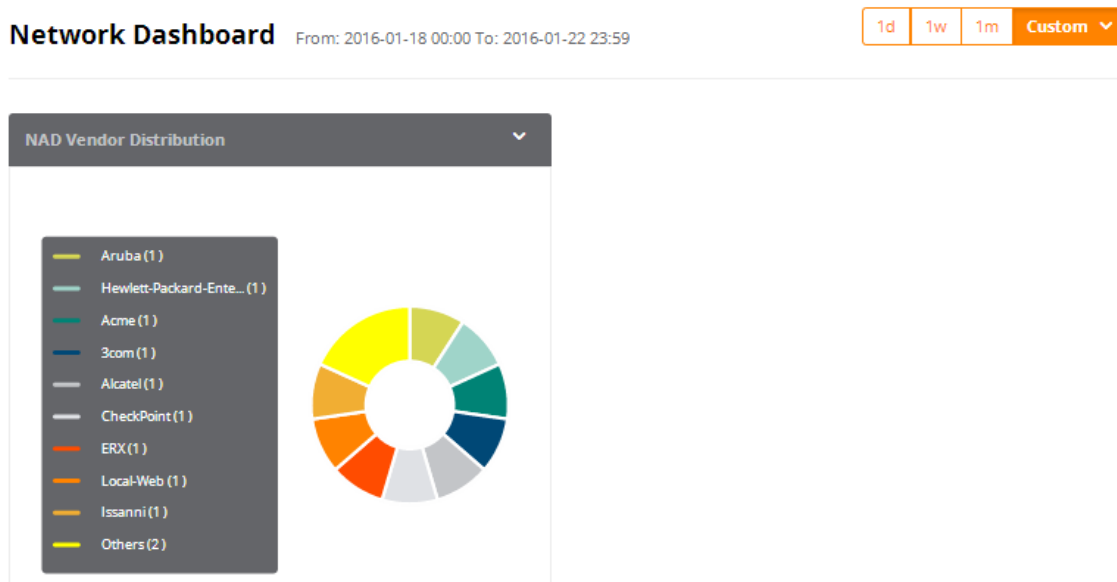 Network Dashboard From: 2016-01-18 00:00 To: 2016-01-22 23:59
1d 1w 1m Custom
NAD Vendor Distribution
Aruba (1 )
Hewlett-Packard-Ente... (1 )
Acme (1 )
3com (1 )
Alcatel (1 )
CheckPoint (1 )
ERX (1 )
Local-Web (1 )
Issanni (1 )
Others (2 )